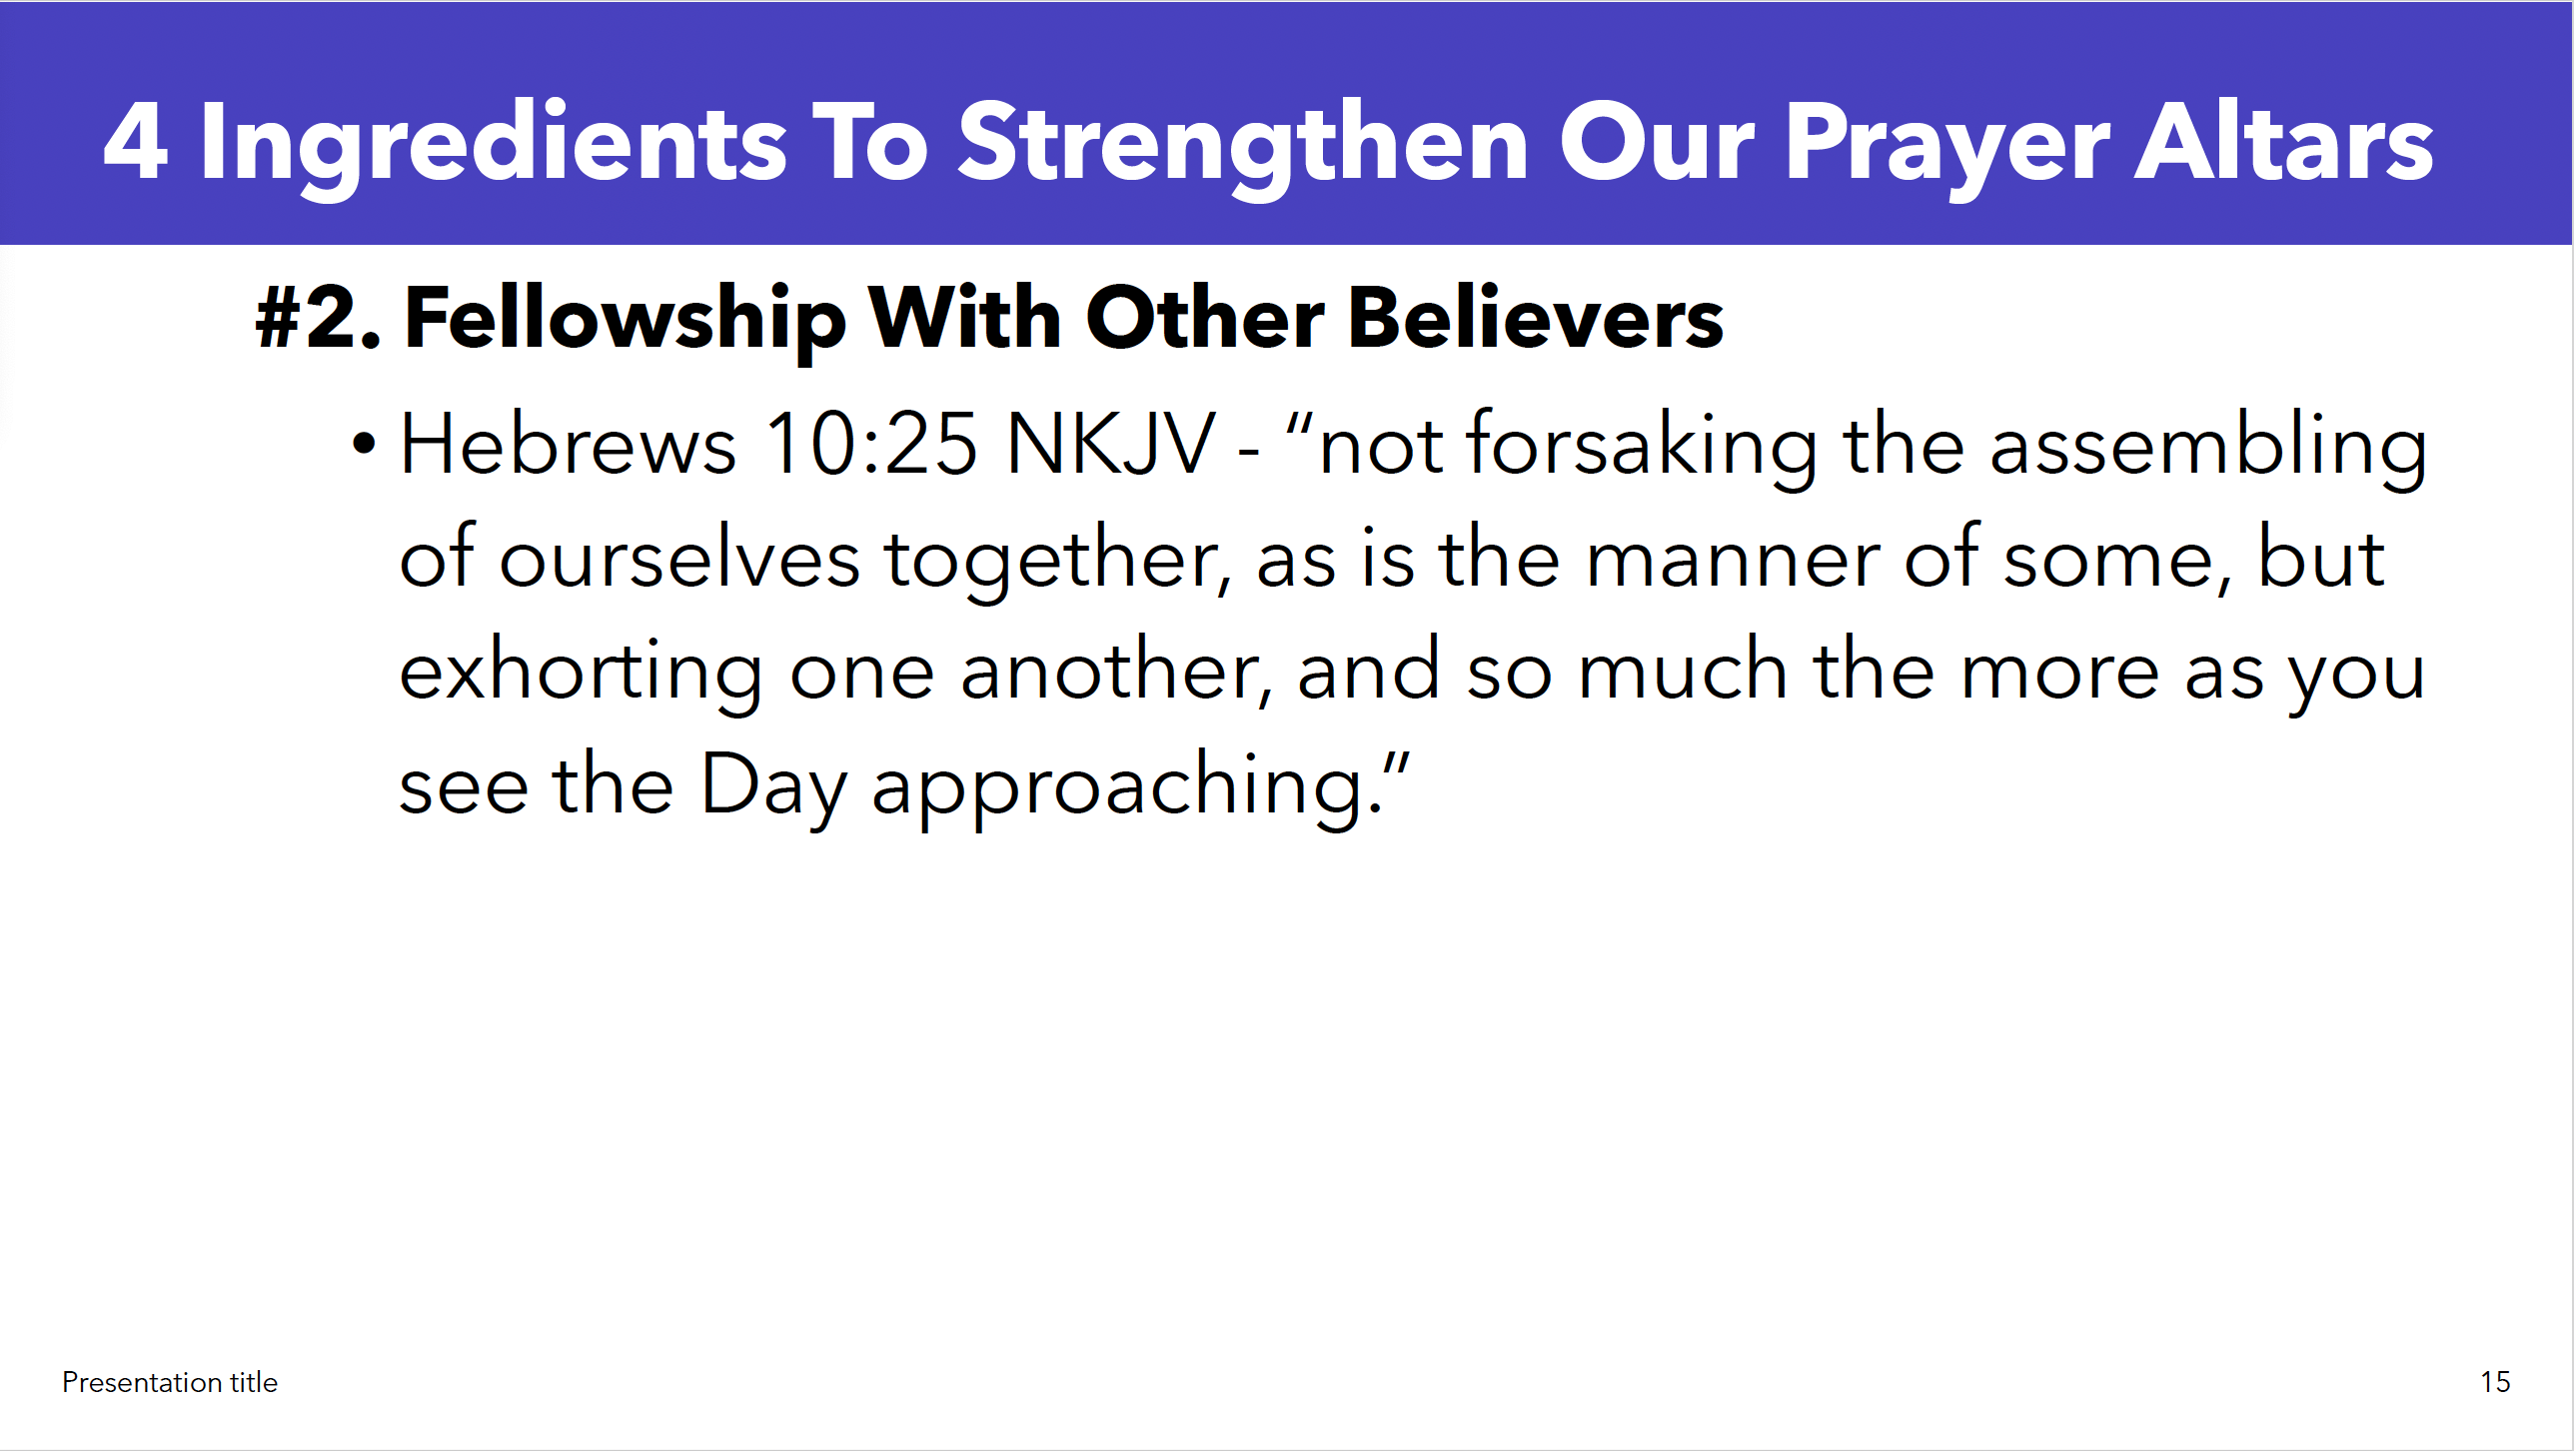 4 Ingredients To Strengthen Our Prayer Altars
#2. Fellowship With Other Believers
• Hebrews 10:25 NKJV - “not forsaking the assembling
of ourselves together, as is the manner of some, but
exhorting one another, and so much the more as you
see the Day approaching.”
Presentation title
15